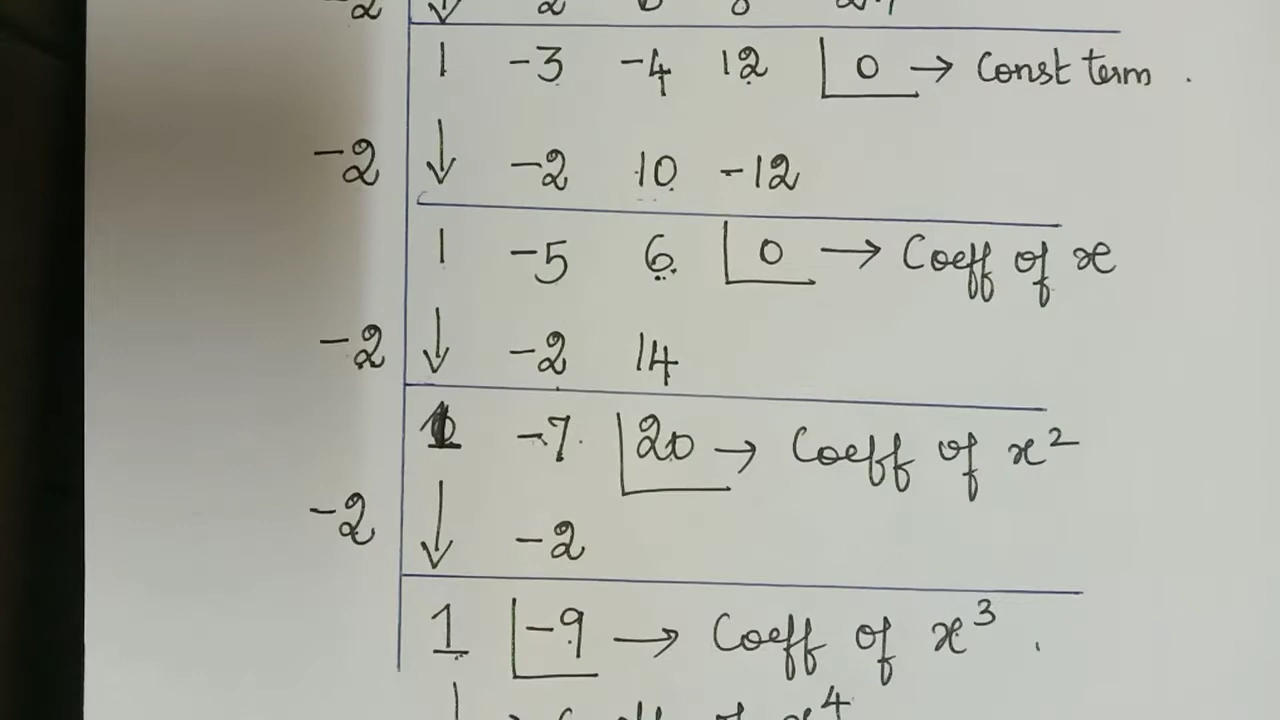 -2 ↓
1 -3 -4 12 0 → Const term .
-2 ↓ -2 10 -12
1 -5 6 0 → Coeff of x
-2 ↓ -2 14
1 -7 20 → Coeff of x²
-2 ↓ -2
1 -9 → Coeff of x³ .